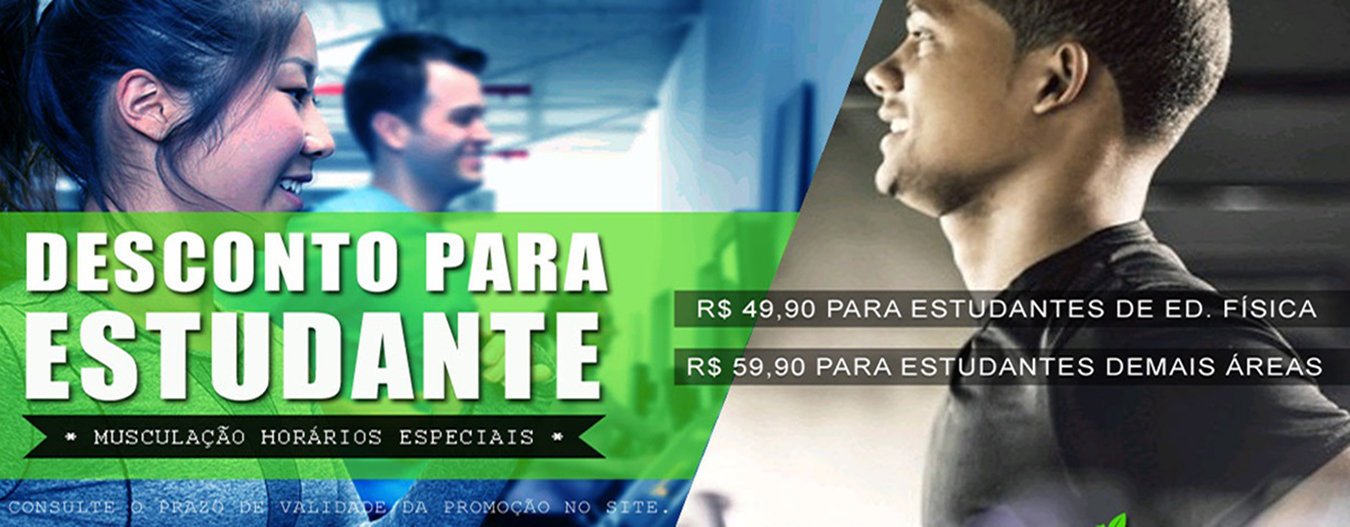 DESCONTO PARA
ESTUDANTE
* MUSCULAÇÃO HORÁRIOS ESPECIAIS *
CONSULTE O PRAZO DE VALIDADE DA PROMOÇÃO NO SITE.
R$ 49,90 PARA ESTUDANTES DE ED. FÍSICA
R$ 59,90 PARA ESTUDANTES DEMAIS ÁREAS